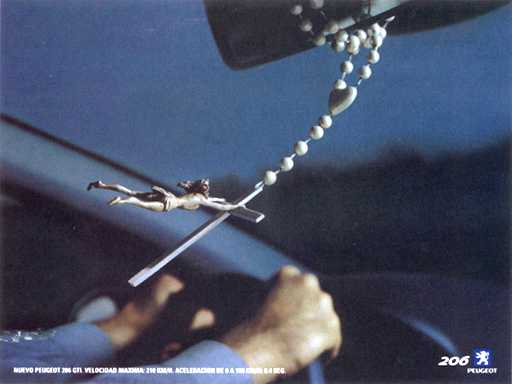 NUEVO PEUGEOT 206 GTI. VELOCIDAD MAXIMA: 210 KM/H. ACELERACION DE 0 A 100 KM/H: 8.4 SEG.
206
PEUGEOT